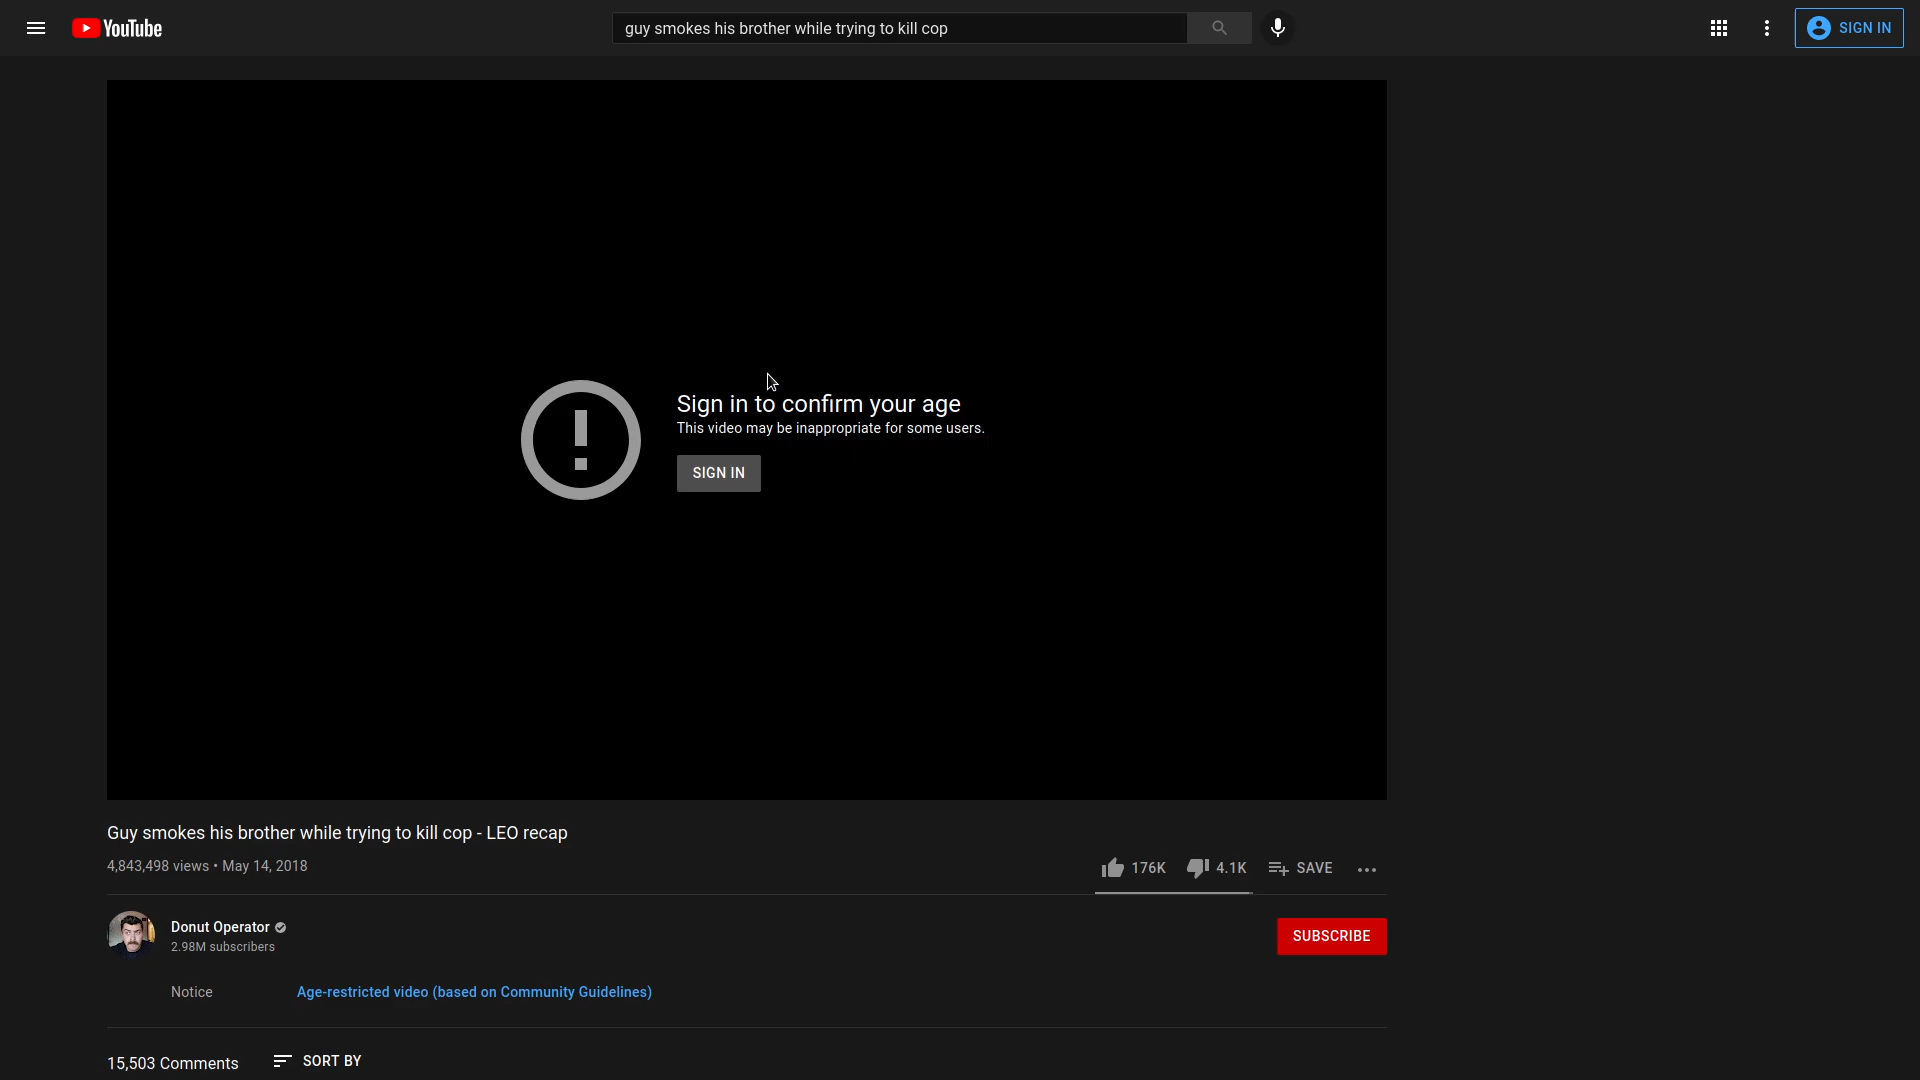 YouTube
guy smokes his brother while trying to kill cop
SIGN IN
Sign in to confirm your age
This video may be inappropriate for some users.
SIGN IN
Guy smokes his brother while trying to kill cop - LEO recap
4,843,498 views • May 14, 2018
176K
4.1K
SAVE
Donut Operator
2.98M subscribers
SUBSCRIBE
Notice
Age-restricted video (based on Community Guidelines)
15,503 Comments
SORT BY